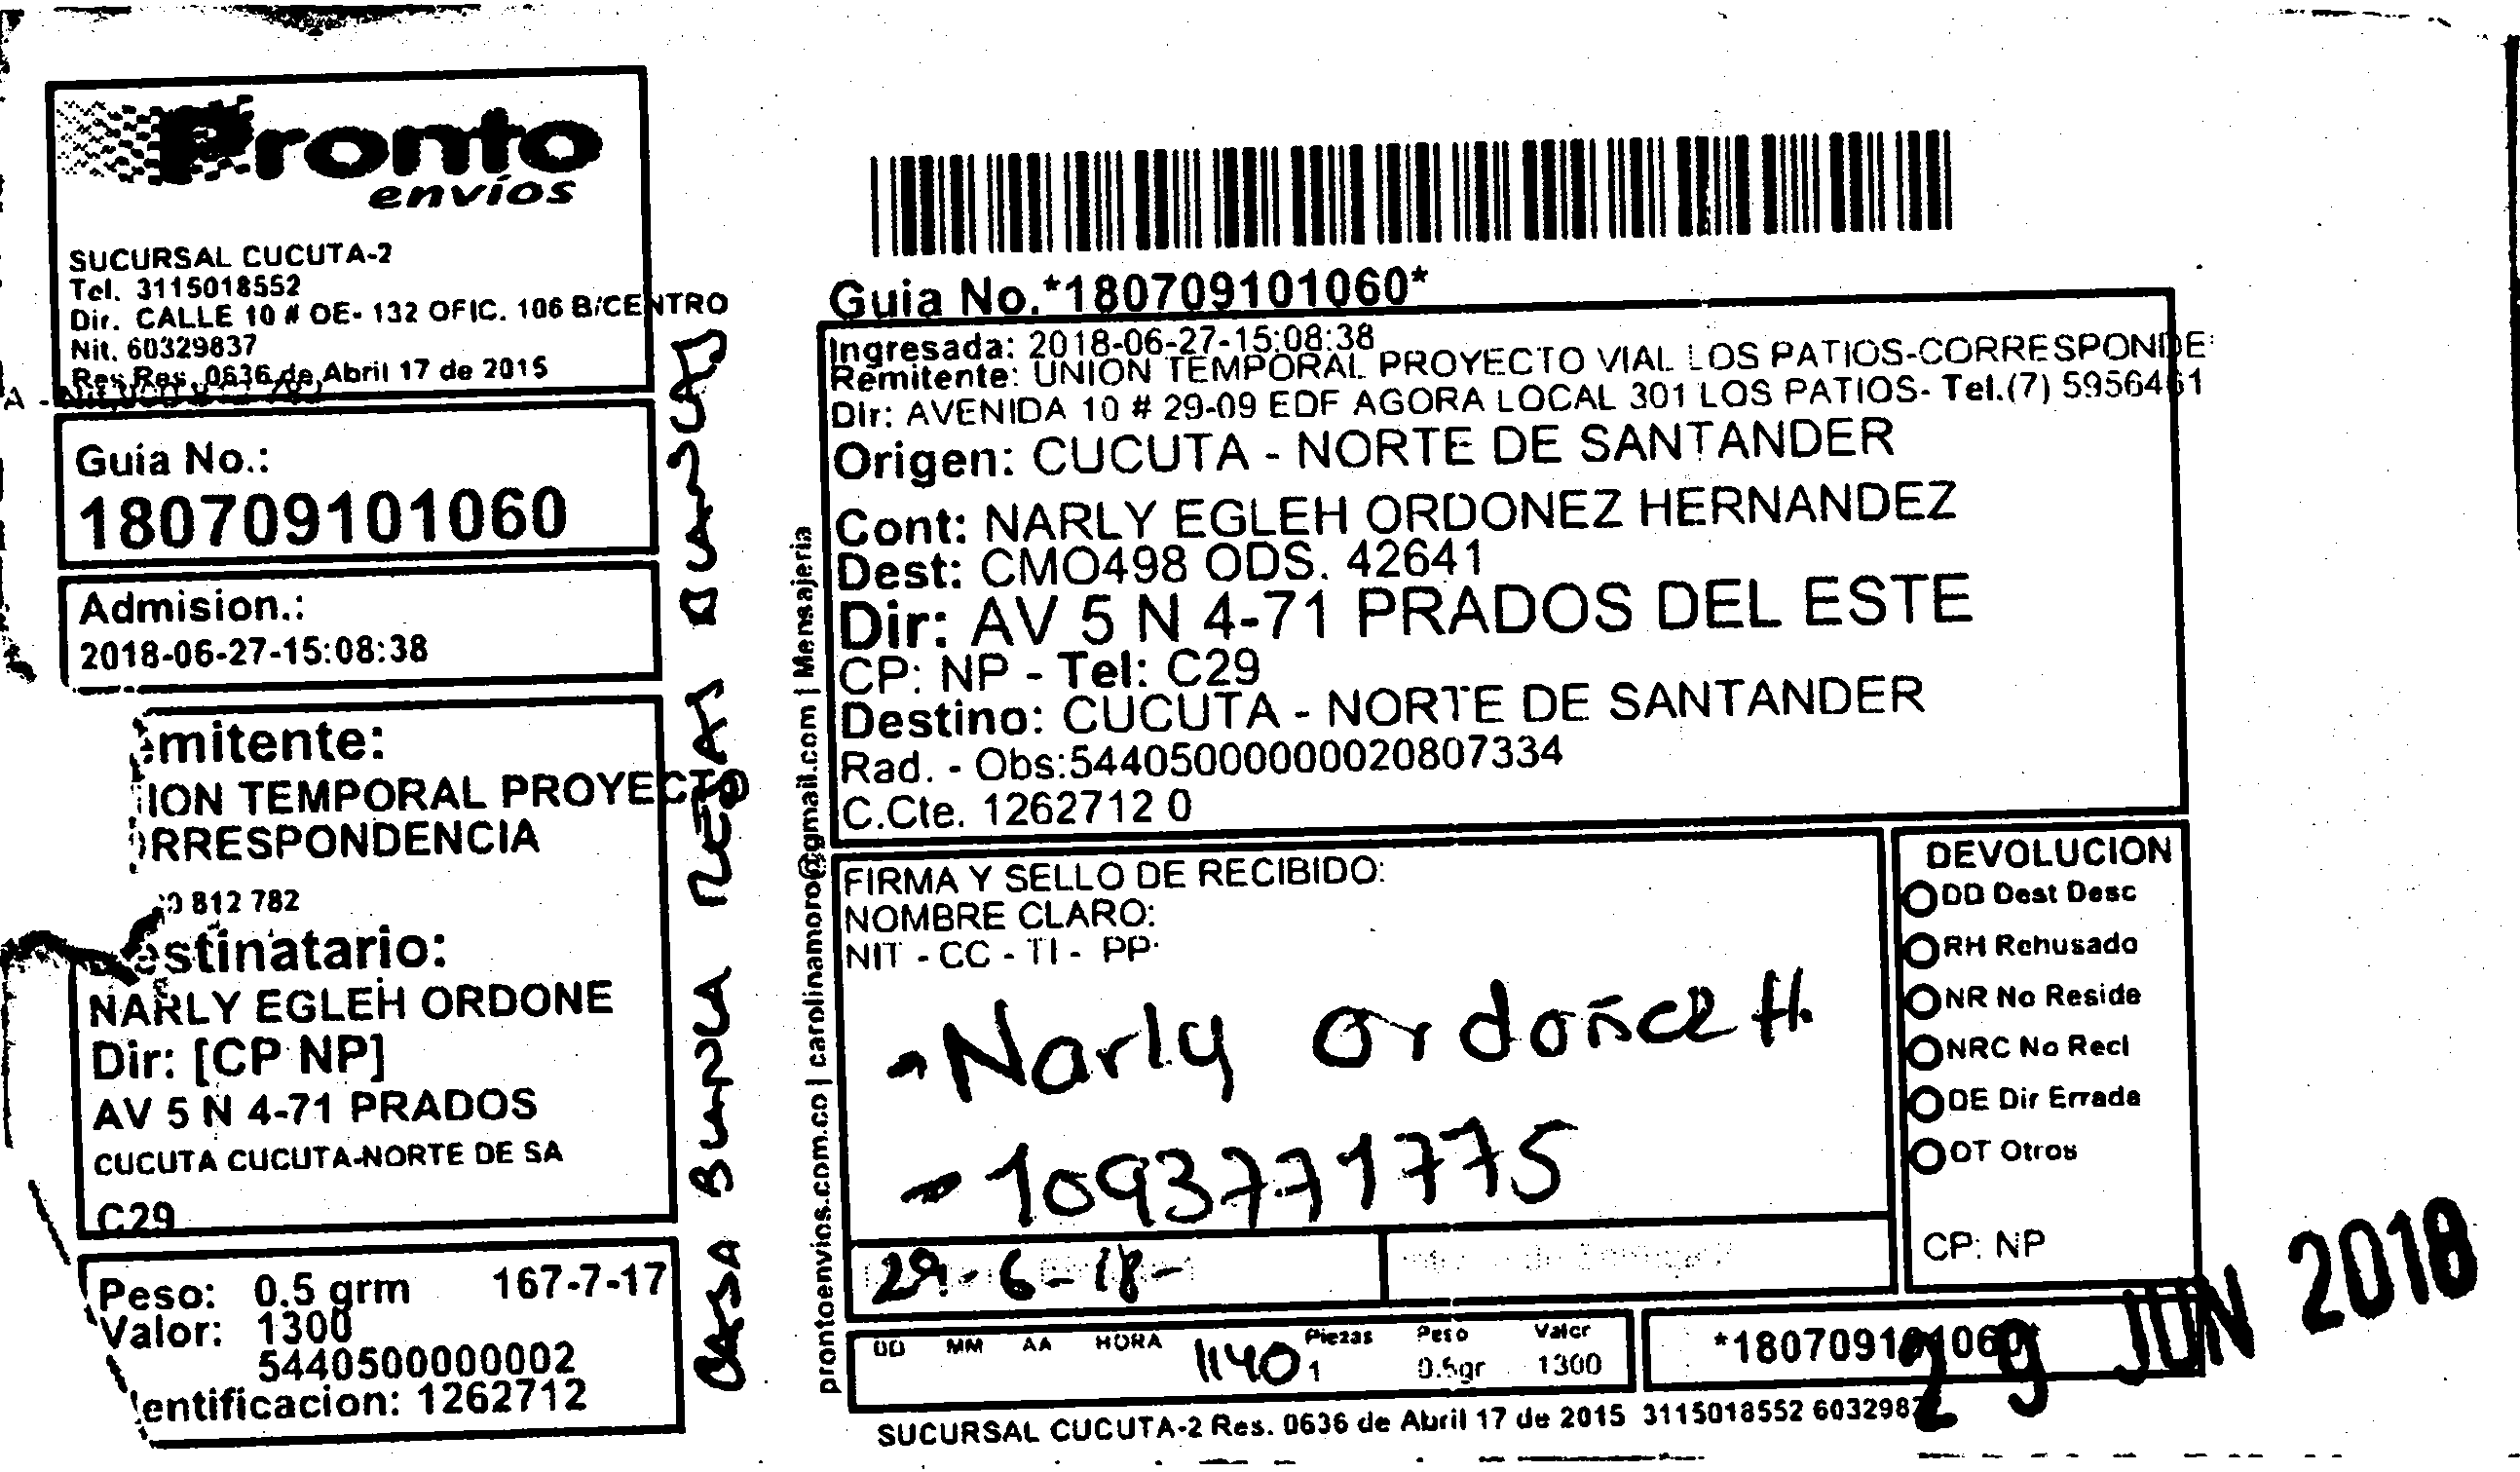 Pronto
envíos
SUCURSAL CUCUTA-2
Tel. 3115018552
Dir. CALLE 10 # OE- 132 OFIC. 106 B/CENTRO
Nit. 60329837
Res Res. 0636 de Abril 17 de 2015
Guia No.:
180709101060
Admision.:
2018-06-27-15:08:38
emitente:
ION TEMPORAL PROYECTO
ORRESPONDENCIA
0 812 782
estinatario:
NARLY EGLEH ORDONE
Dir: [CP NP]
AV 5 N 4-71 PRADOS
CUCUTA CUCUTA-NORTE DE SA
C29
Peso: 0.5 grm 167-7-17
Valor: 1300
5440500000002
entificacion: 1262712
prontoenvios.com.co | carolinamoro@gmail.com | Mensajeria
Guia No.*180709101060*
Ingresada: 2018-06-27-15:08:38
Remitente: UNION TEMPORAL PROYECTO VIAL LOS PATIOS-CORRESPONDE
Dir: AVENIDA 10 # 29-09 EDF AGORA LOCAL 301 LOS PATIOS- Tel.(7) 5956461
Origen: CUCUTA - NORTE DE SANTANDER
Cont: NARLY EGLEH ORDONEZ HERNANDEZ
Dest: CMO498 ODS. 42641
Dir: AV 5 N 4-71 PRADOS DEL ESTE
CP: NP - Tel: C29
Destino: CUCUTA - NORTE DE SANTANDER
Rad. - Obs:544050000000020807334
C.Cte. 1262712 0
FIRMA Y SELLO DE RECIBIDO:
NOMBRE CLARO:
NIT - CC - TI - PP:
-Narly Ordoñez H.
-1093771775
29-6-18-
DEVOLUCION
DD Dest Desc
RH Rehusado
NR No Reside
NRC No Recl
DE Dir Errada
OT Otros
CP: NP
DD MM AA HORA 1140 Piezas Peso Valor
1 0.5gr 1300
*180709101060*
29 JUN 2018
SUCURSAL CUCUTA-2 Res. 0636 de Abril 17 de 2015 3115018552 6032987